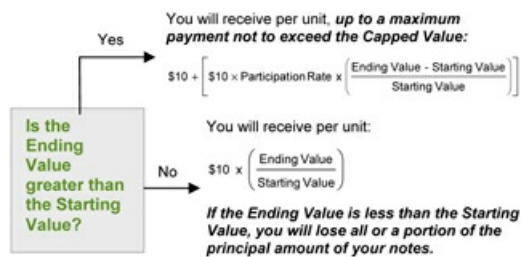 You will receive per unit, up to a maximum
payment not to exceed the Capped Value:
Yes
$10 + [$10 × Participation Rate x (Ending Value - Starting Value / Starting Value)]
Is the
Ending
Value
greater than
the Starting
Value?
No
You will receive per unit:
$10 x (Ending Value / Starting Value)
If the Ending Value is less than the Starting
Value, you will lose all or a portion of the
principal amount of your notes.